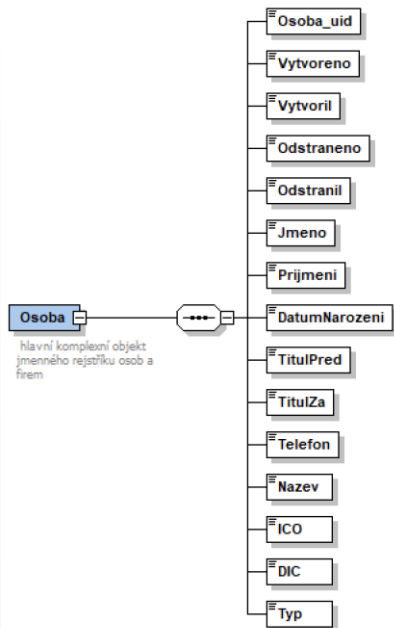 Osoba_uid
Vytvoreno
Vytvoril
Odstraneno
Odstranil
Jmeno
Prijmeni
Osoba
hlavní komplexní objekt
jmenného rejstříku osob a
firem
DatumNarozeni
TitulPred
TitulZa
Telefon
Nazev
ICO
DIC
Typ